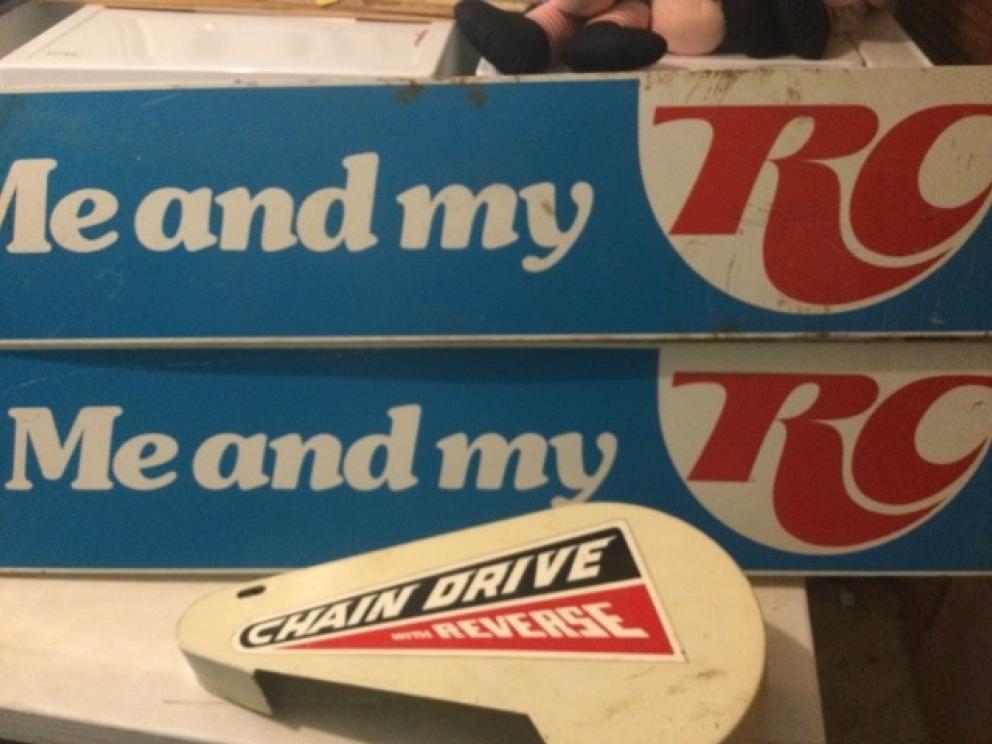 Me and my RC
Me and my RC
CHAIN DRIVE
WITH REVERSE